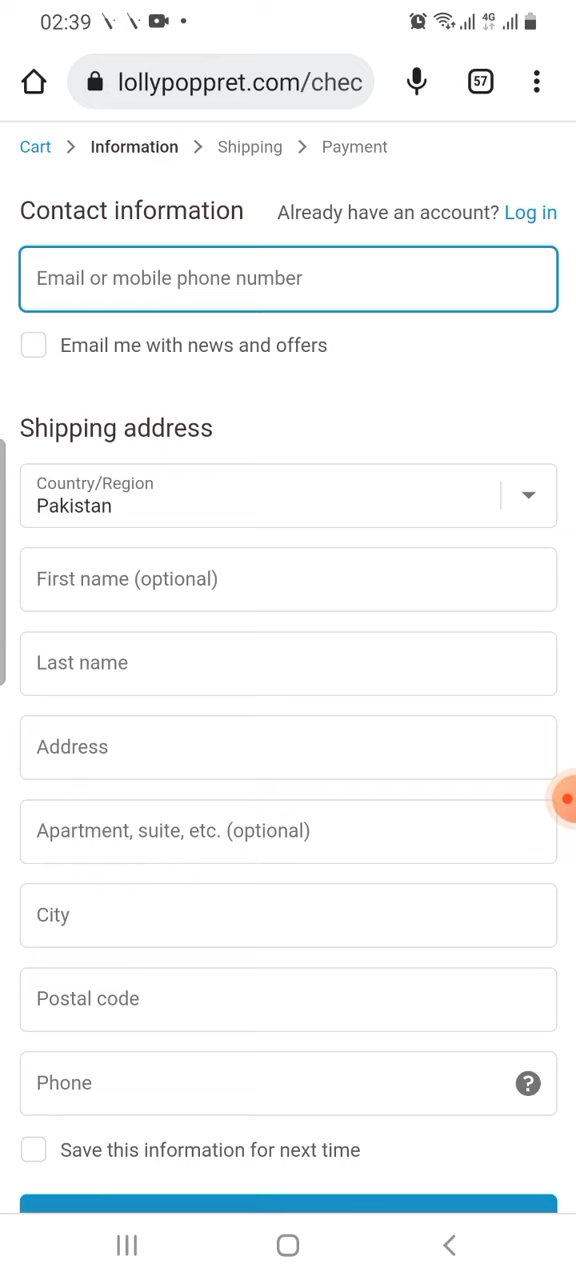 02:39
4G
lollypoppret.com/chec
57
Cart > Information > Shipping > Payment
Contact information
Already have an account? Log in
Email or mobile phone number
Email me with news and offers
Shipping address
Country/Region
Pakistan
First name (optional)
Last name
Address
Apartment, suite, etc. (optional)
City
Postal code
Phone
?
Save this information for next time